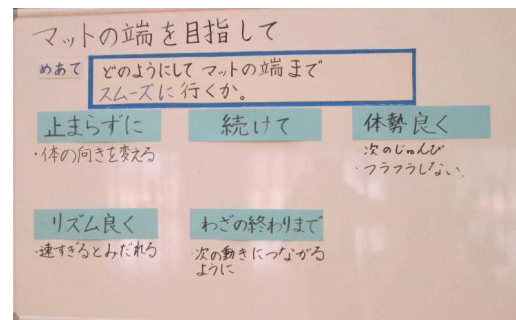 マットの端を目指して
めあて
どのようにして マットの端まで
スムーズに 行くか。
止まらずに
・体の向きを変える
続けて
体勢良く
・次のじゅんび
・フラフラしない。
リズム良く
・速すぎるとみだれる
わざの終わりまで
・次の動きにつながる
ように